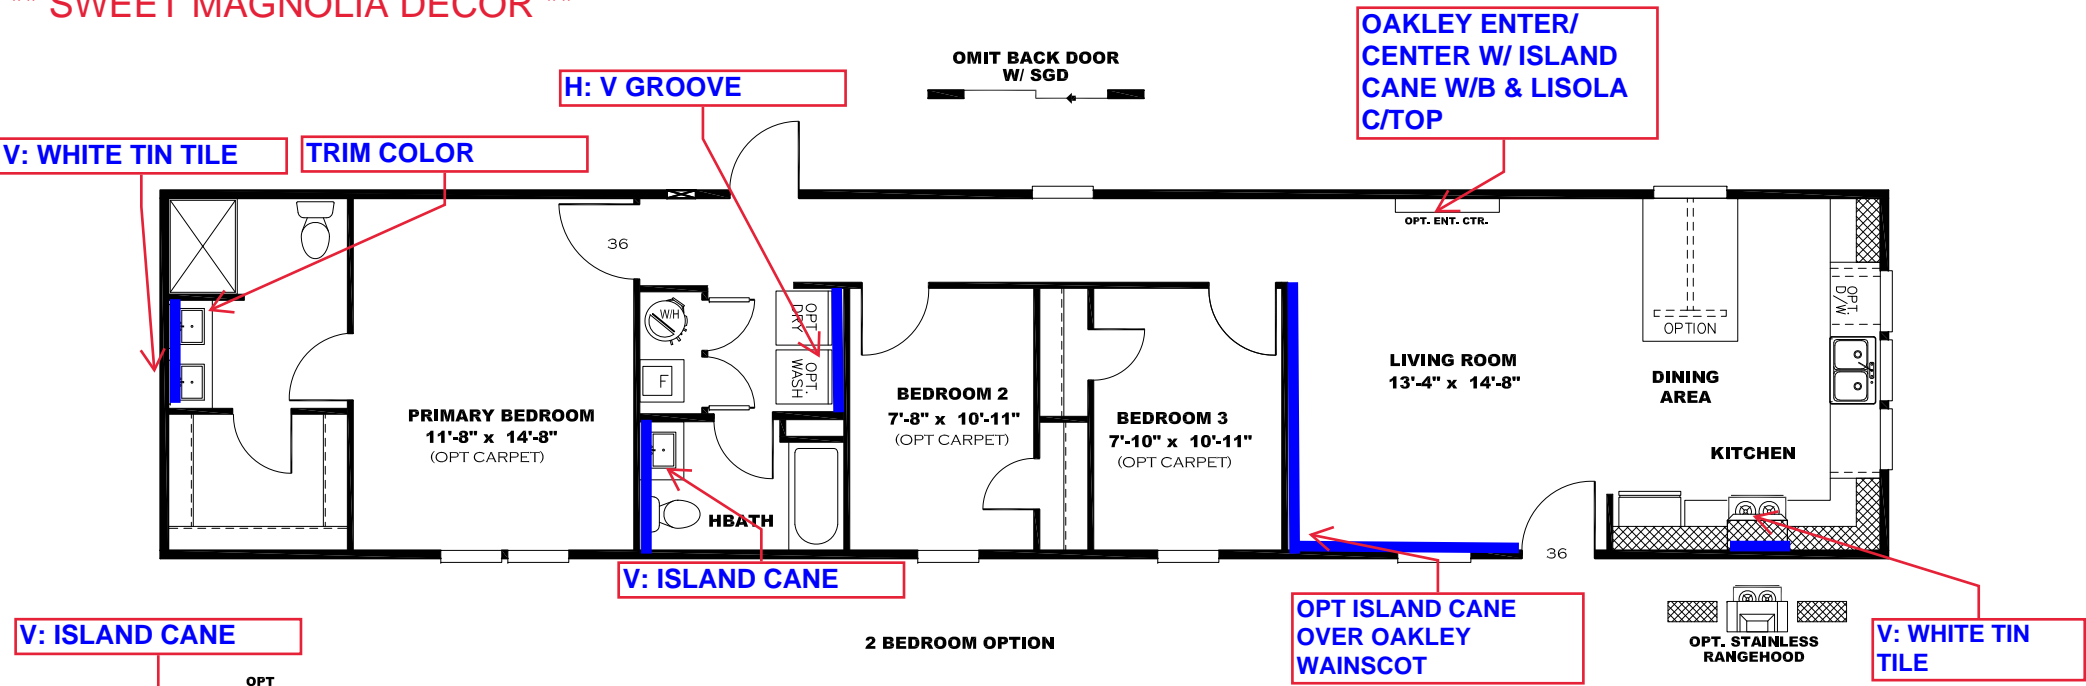 ** SWEET MAGNOLIA DECOR **
OMIT BACK DOOR
W/ SGD
OAKLEY ENTER/
CENTER W/ ISLAND
CANE W/B & LISOLA
C/TOP
H: V GROOVE
V: WHITE TIN TILE
TRIM COLOR
OPT. ENT. CTR.
36
W/H
F
OPT.
DRY
OPT.
WASH
OPT.
D/W
OPTION
PRIMARY BEDROOM
11'-8" x 14'-8"
(OPT CARPET)
BEDROOM 2
7'-8" x 10'-11"
(OPT CARPET)
BEDROOM 3
7'-10" x 10'-11"
(OPT CARPET)
LIVING ROOM
13'-4" x 14'-8"
DINING
AREA
KITCHEN
HBATH
36
V: ISLAND CANE
OPT ISLAND CANE
OVER OAKLEY
WAINSCOT
OPT. STAINLESS
RANGEHOOD
V: WHITE TIN
TILE
V: ISLAND CANE
2 BEDROOM OPTION
OPT